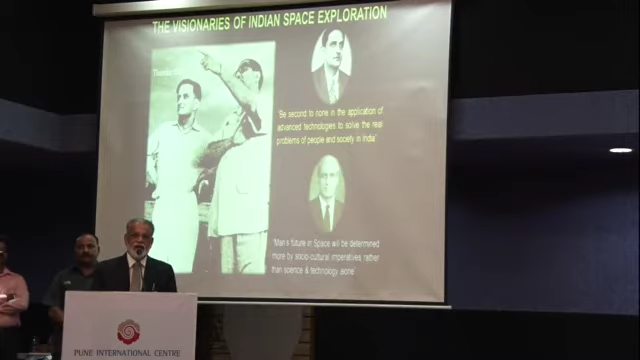 THE VISIONARIES OF INDIAN SPACE EXPLORATION
'Be second to none in the application of
advanced technologies to solve the real
problems of people and society in India'
'Man's future in Space will be determined
more by socio-cultural imperatives rather
than science & technology alone'
PUNE INTERNATIONAL CENTRE